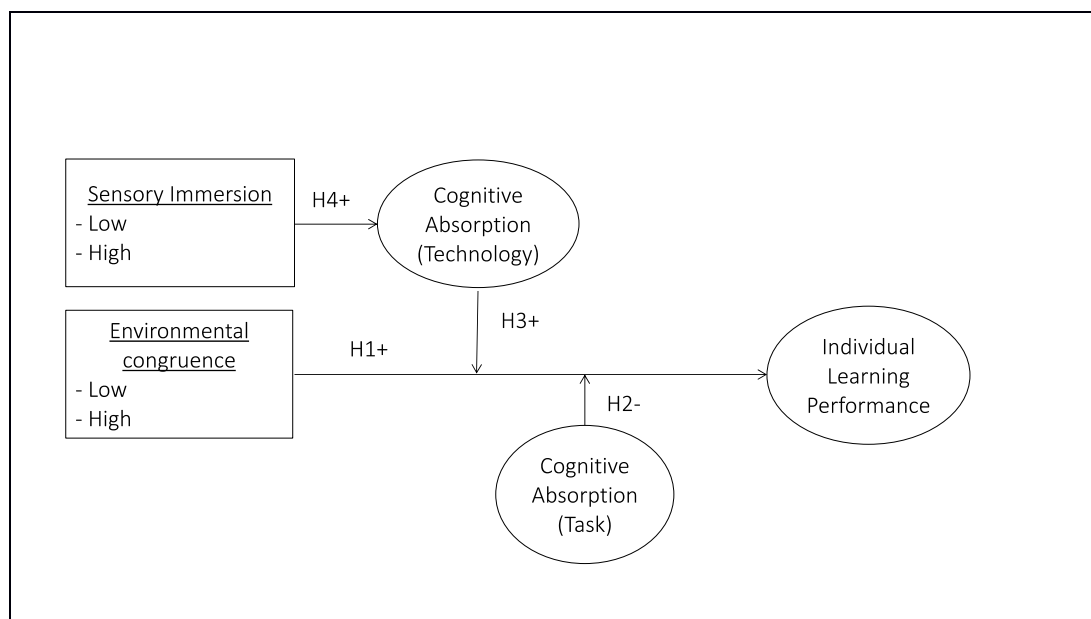 Sensory Immersion
- Low
- High
H4+
Cognitive
Absorption
(Technology)
H3+
Environmental
congruence
- Low
- High
H1+
Individual
Learning
Performance
H2-
Cognitive
Absorption
(Task)